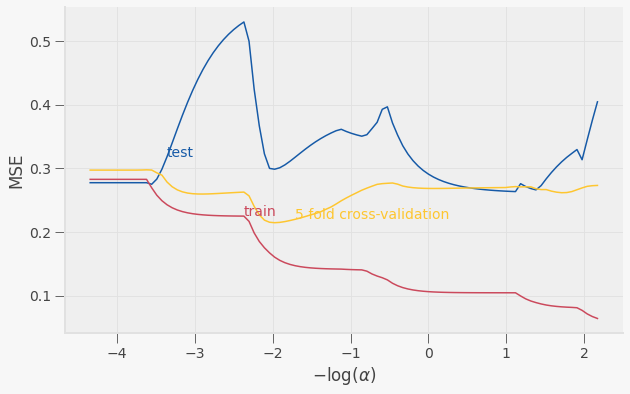 0.5
0.4
0.3
0.2
0.1
MSE
test
train
5 fold cross-validation
−4 −3 −2 −1 0 1 2
−log(α)